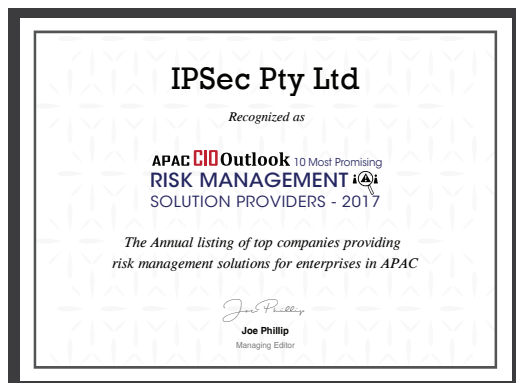 IPSec Pty Ltd
Recognized as
APAC CIO Outlook 10 Most Promising
RISK MANAGEMENT
SOLUTION PROVIDERS - 2017
The Annual listing of top companies providing
risk management solutions for enterprises in APAC
Joe Phillip
Joe Phillip
Managing Editor